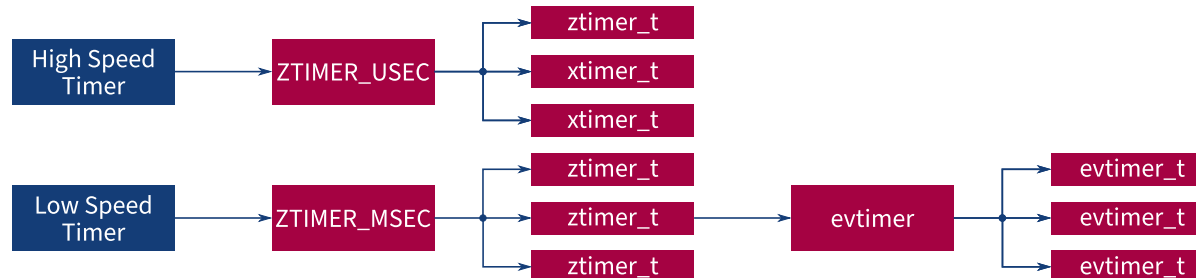 High Speed
Timer
ZTIMER_USEC
ztimer_t
xtimer_t
xtimer_t
Low Speed
Timer
ZTIMER_MSEC
ztimer_t
ztimer_t
ztimer_t
evtimer
evtimer_t
evtimer_t
evtimer_t